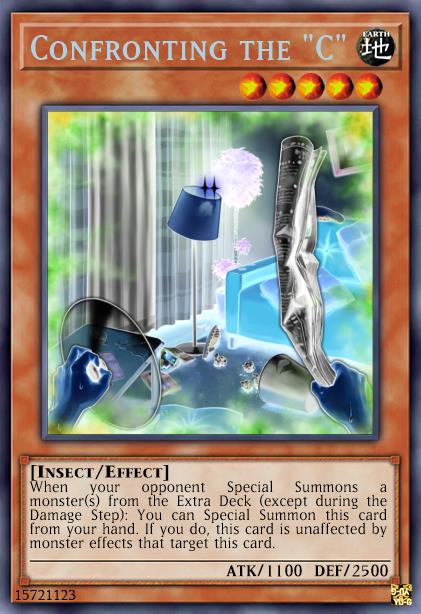 CONFRONTING THE "C"
EARTH
地
[INSECT/EFFECT]
When your opponent Special Summons a
monster(s) from the Extra Deck (except during the
Damage Step): You can Special Summon this card
from your hand. If you do, this card is unaffected by
monster effects that target this card.
ATK/1100 DEF/2500
15721123